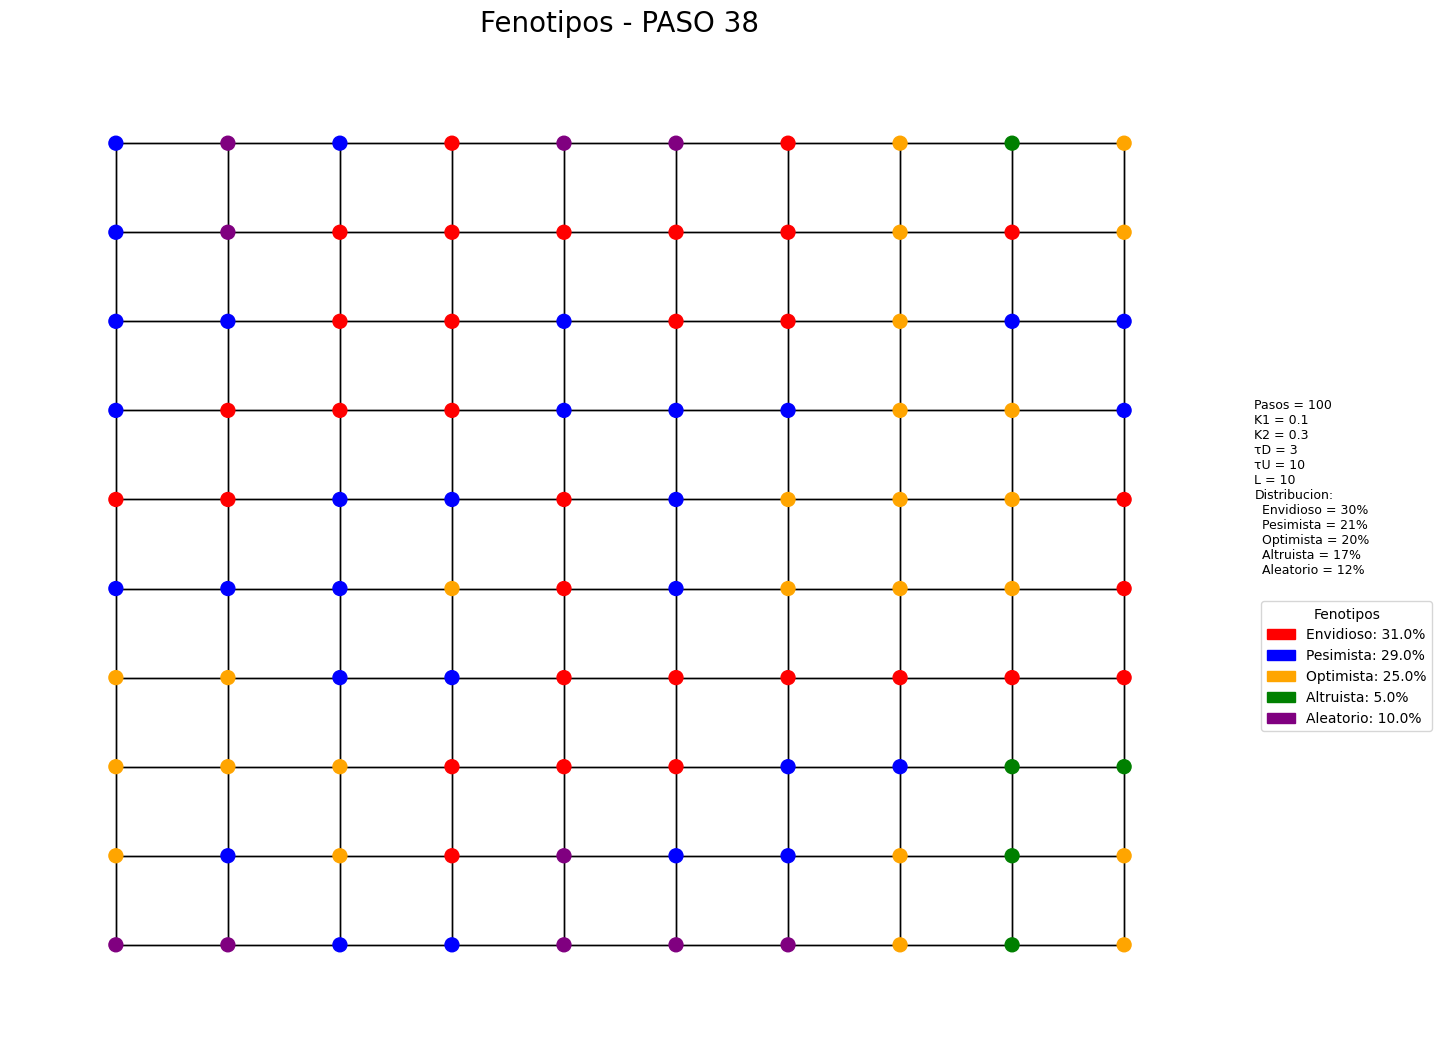 Fenotipos - PASO 38
Pasos = 100
K1 = 0.1
K2 = 0.3
τD = 3
τU = 10
L = 10
Distribucion:
Envidioso = 30%
Pesimista = 21%
Optimista = 20%
Altruista = 17%
Aleatorio = 12%
Fenotipos
Envidioso: 31.0%
Pesimista: 29.0%
Optimista: 25.0%
Altruista: 5.0%
Aleatorio: 10.0%